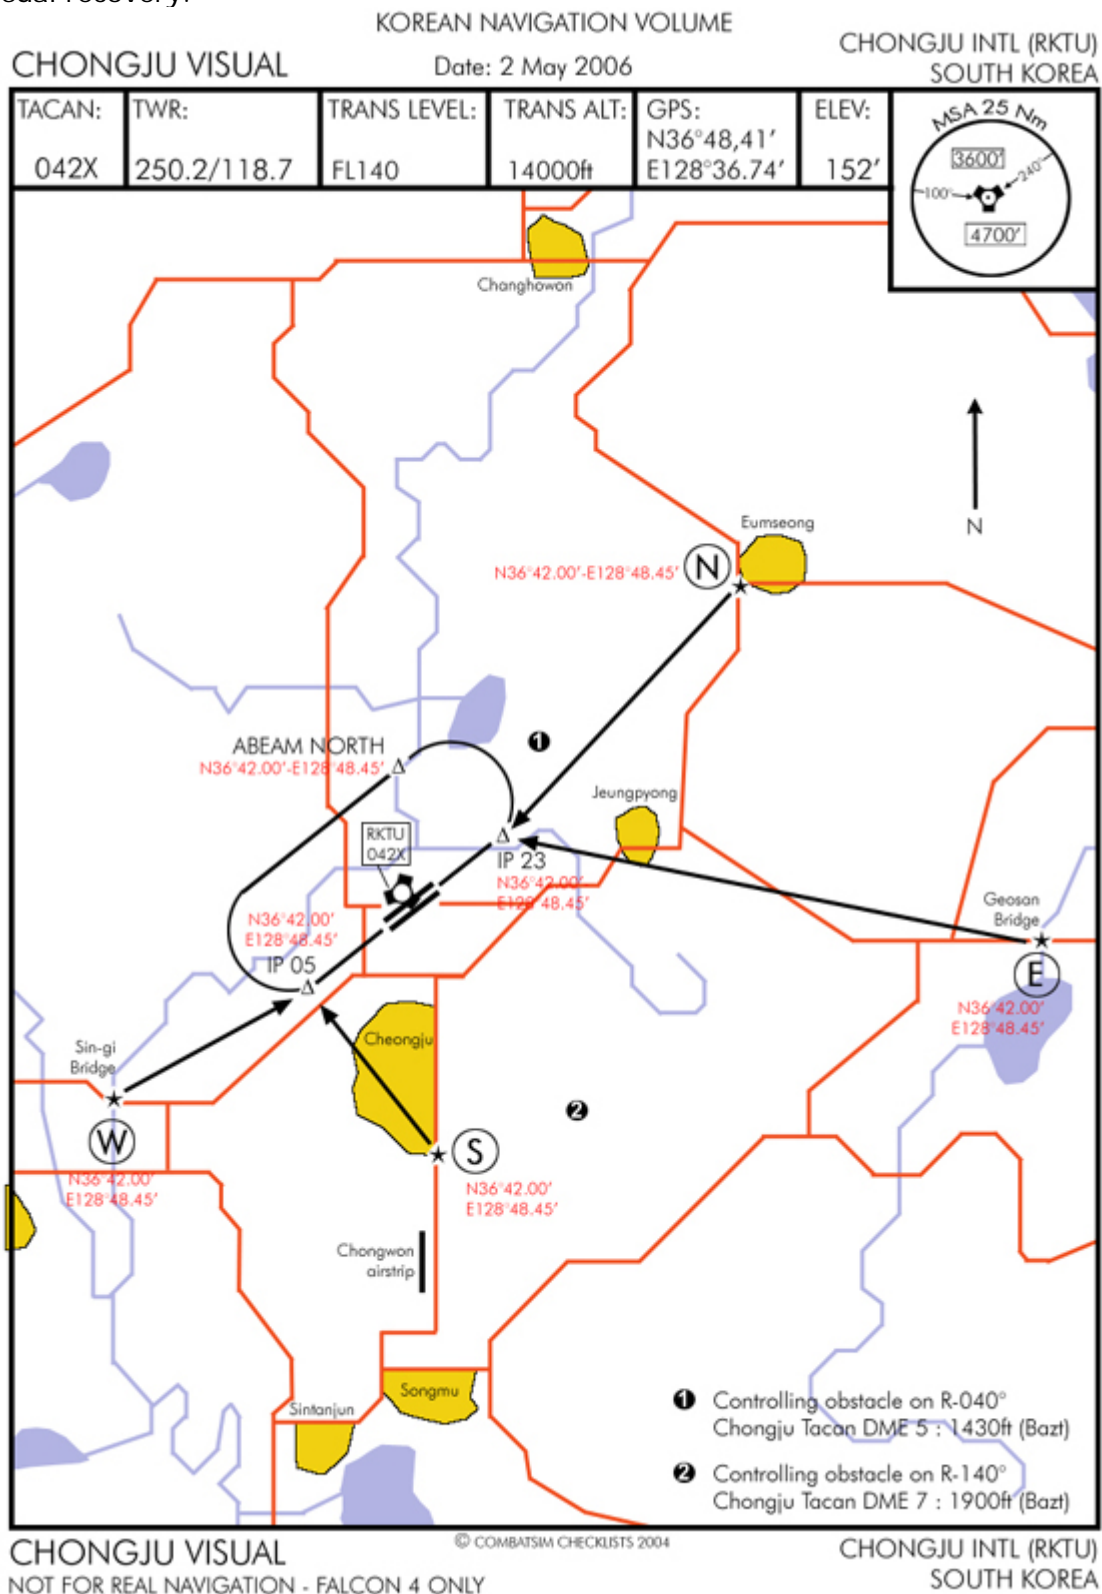 KOREAN NAVIGATION VOLUME
CHONGJU VISUAL
Date: 2 May 2006
CHONGJU INTL (RKTU)
SOUTH KOREA
TACAN:
042X
TWR:
250.2/118.7
TRANS LEVEL:
FL140
TRANS ALT:
14000ft
GPS:
N36°48,41'
E128°36.74'
ELEV:
152'
MSA 25 Nm
3600'
100°
240°
4700'
Changhowon
N
Eumseong
N36°42.00'-E128°48.45'
N
ABEAM NORTH
N36°42.00'-E128°48.45'
1
Jeungpyong
RKTU
042X
IP 23
N36°42.00'
E128°48.45'
Geosan
Bridge
N36°42.00'
E128°48.45'
IP 05
E
N36°42.00'
E128°48.45'
Cheongju
Sin-gi
Bridge
W
N36°42.00'
E128°48.45'
2
S
N36°42.00'
E128°48.45'
Chongwon
airstrip
Songmu
Sintanjun
1 Controlling obstacle on R-040°
Chongju Tacan DME 5 : 1430ft (Bazt)
2 Controlling obstacle on R-140°
Chongju Tacan DME 7 : 1900ft (Bazt)
CHONGJU VISUAL
NOT FOR REAL NAVIGATION - FALCON 4 ONLY
© COMBATSIM CHECKLISTS 2004
CHONGJU INTL (RKTU)
SOUTH KOREA